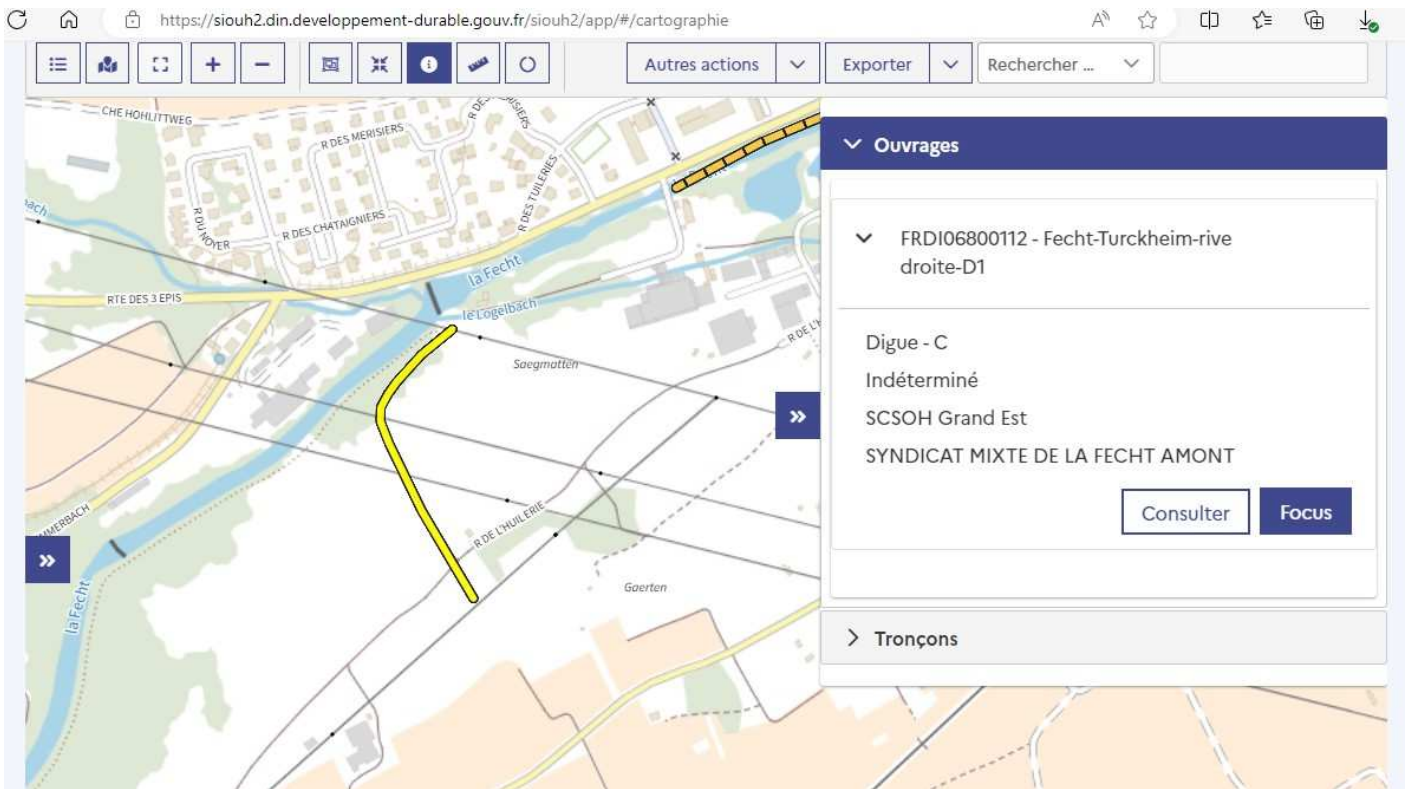 https://siouh2.din.developpement-durable.gouv.fr/siouh2/app/#/cartographie
Autres actions
Exporter
Rechercher ...
CHE HOHLITTWEG
R DES MERISIERS
R DES TUILERIES
R DU NOYER
R DES CHATAIGNIERS
la Fecht
RTE DES 3 EPIS
le Logelbach
Saegmatten
R DE L'HUILERIE
la Fecht
Gaerten
Ouvrages
FRDI06800112 - Fecht-Turckheim-rive
droite-D1
Digue - C
Indéterminé
SCSOH Grand Est
SYNDICAT MIXTE DE LA FECHT AMONT
Consulter
Focus
Tronçons